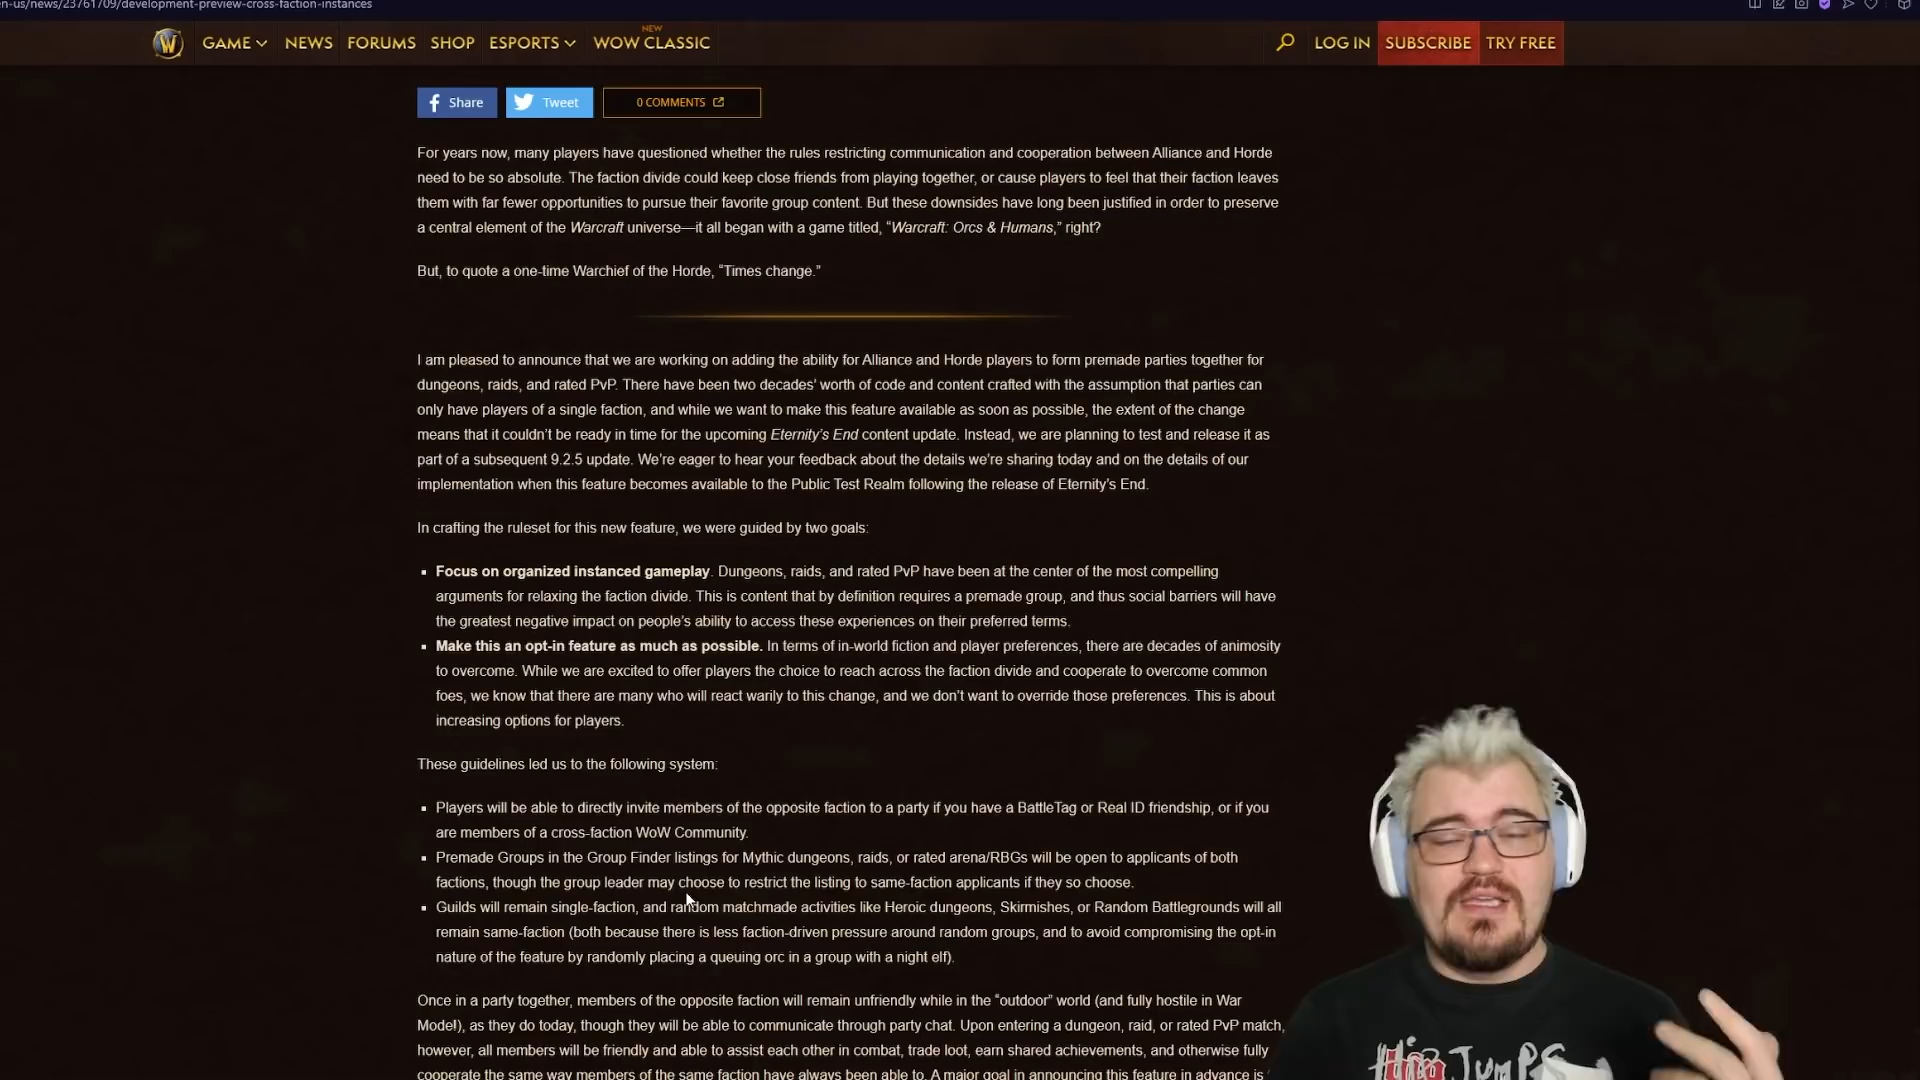 n-us/news/23761709/development-preview-cross-faction-instances
W GAME NEWS FORUMS SHOP ESPORTS NEW WOW CLASSIC LOG IN SUBSCRIBE TRY FREE
Share Tweet 0 COMMENTS
For years now, many players have questioned whether the rules restricting communication and cooperation between Alliance and Horde
need to be so absolute. The faction divide could keep close friends from playing together, or cause players to feel that their faction leaves
them with far fewer opportunities to pursue their favorite group content. But these downsides have long been justified in order to preserve
a central element of the Warcraft universe—it all began with a game titled, “Warcraft: Orcs & Humans,” right?
But, to quote a one-time Warchief of the Horde, “Times change.”
I am pleased to announce that we are working on adding the ability for Alliance and Horde players to form premade parties together for
dungeons, raids, and rated PvP. There have been two decades’ worth of code and content crafted with the assumption that parties can
only have players of a single faction, and while we want to make this feature available as soon as possible, the extent of the change
means that it couldn’t be ready in time for the upcoming Eternity’s End content update. Instead, we are planning to test and release it as
part of a subsequent 9.2.5 update. We’re eager to hear your feedback about the details we’re sharing today and on the details of our
implementation when this feature becomes available to the Public Test Realm following the release of Eternity’s End.
In crafting the ruleset for this new feature, we were guided by two goals:
▪ Focus on organized instanced gameplay. Dungeons, raids, and rated PvP have been at the center of the most compelling
arguments for relaxing the faction divide. This is content that by definition requires a premade group, and thus social barriers will have
the greatest negative impact on people’s ability to access these experiences on their preferred terms.
▪ Make this an opt-in feature as much as possible. In terms of in-world fiction and player preferences, there are decades of animosity
to overcome. While we are excited to offer players the choice to reach across the faction divide and cooperate to overcome common
foes, we know that there are many who will react warily to this change, and we don’t want to override those preferences. This is about
increasing options for players.
These guidelines led us to the following system:
▪ Players will be able to directly invite members of the opposite faction to a party if you have a BattleTag or Real ID friendship, or if you
are members of a cross-faction WoW Community.
▪ Premade Groups in the Group Finder listings for Mythic dungeons, raids, or rated arena/RBGs will be open to applicants of both
factions, though the group leader may choose to restrict the listing to same-faction applicants if they so choose.
▪ Guilds will remain single-faction, and random matchmade activities like Heroic dungeons, Skirmishes, or Random Battlegrounds will all
remain same-faction (both because there is less faction-driven pressure around random groups, and to avoid compromising the opt-in
nature of the feature by randomly placing a queuing orc in a group with a night elf).
Once in a party together, members of the opposite faction will remain unfriendly while in the “outdoor” world (and fully hostile in War
Mode!), as they do today, though they will be able to communicate through party chat. Upon entering a dungeon, raid, or rated PvP match,
however, all members will be friendly and able to assist each other in combat, trade loot, earn shared achievements, and otherwise fully
cooperate the same way members of the same faction have always been able to. A major goal in announcing this feature in advance is
JUMPS